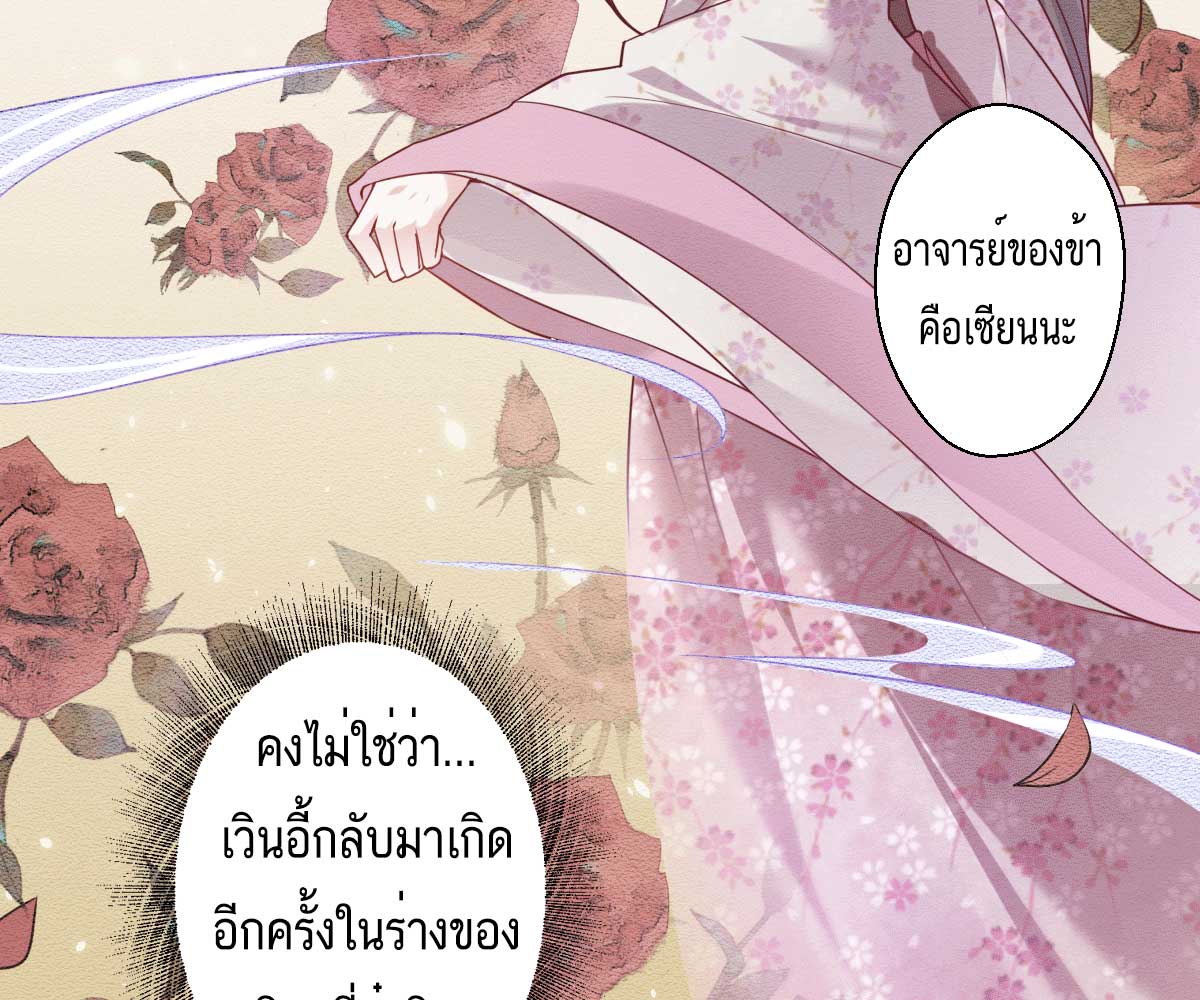 อาจารย์ของข้า
คือเซียนนะ
คงไม่ใช่ว่า...
เวินอี้กลับมาเกิด
อีกครั้งในร่างของ